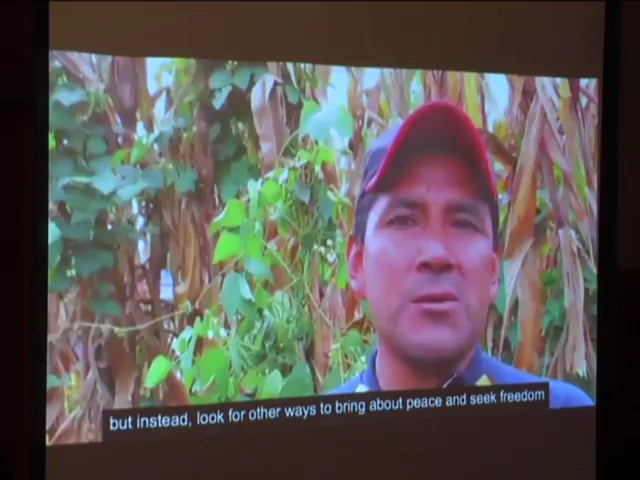 but instead, look for other ways to bring about peace and seek freedom